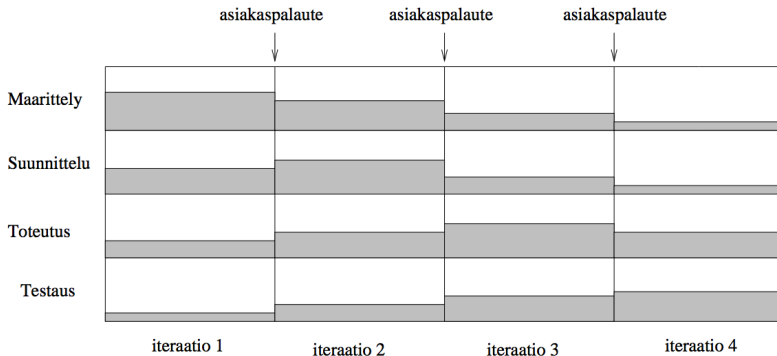 asiakaspalaute asiakaspalaute asiakaspalaute
Maarittely
Suunnittelu
Toteutus
Testaus
iteraatio 1 iteraatio 2 iteraatio 3 iteraatio 4